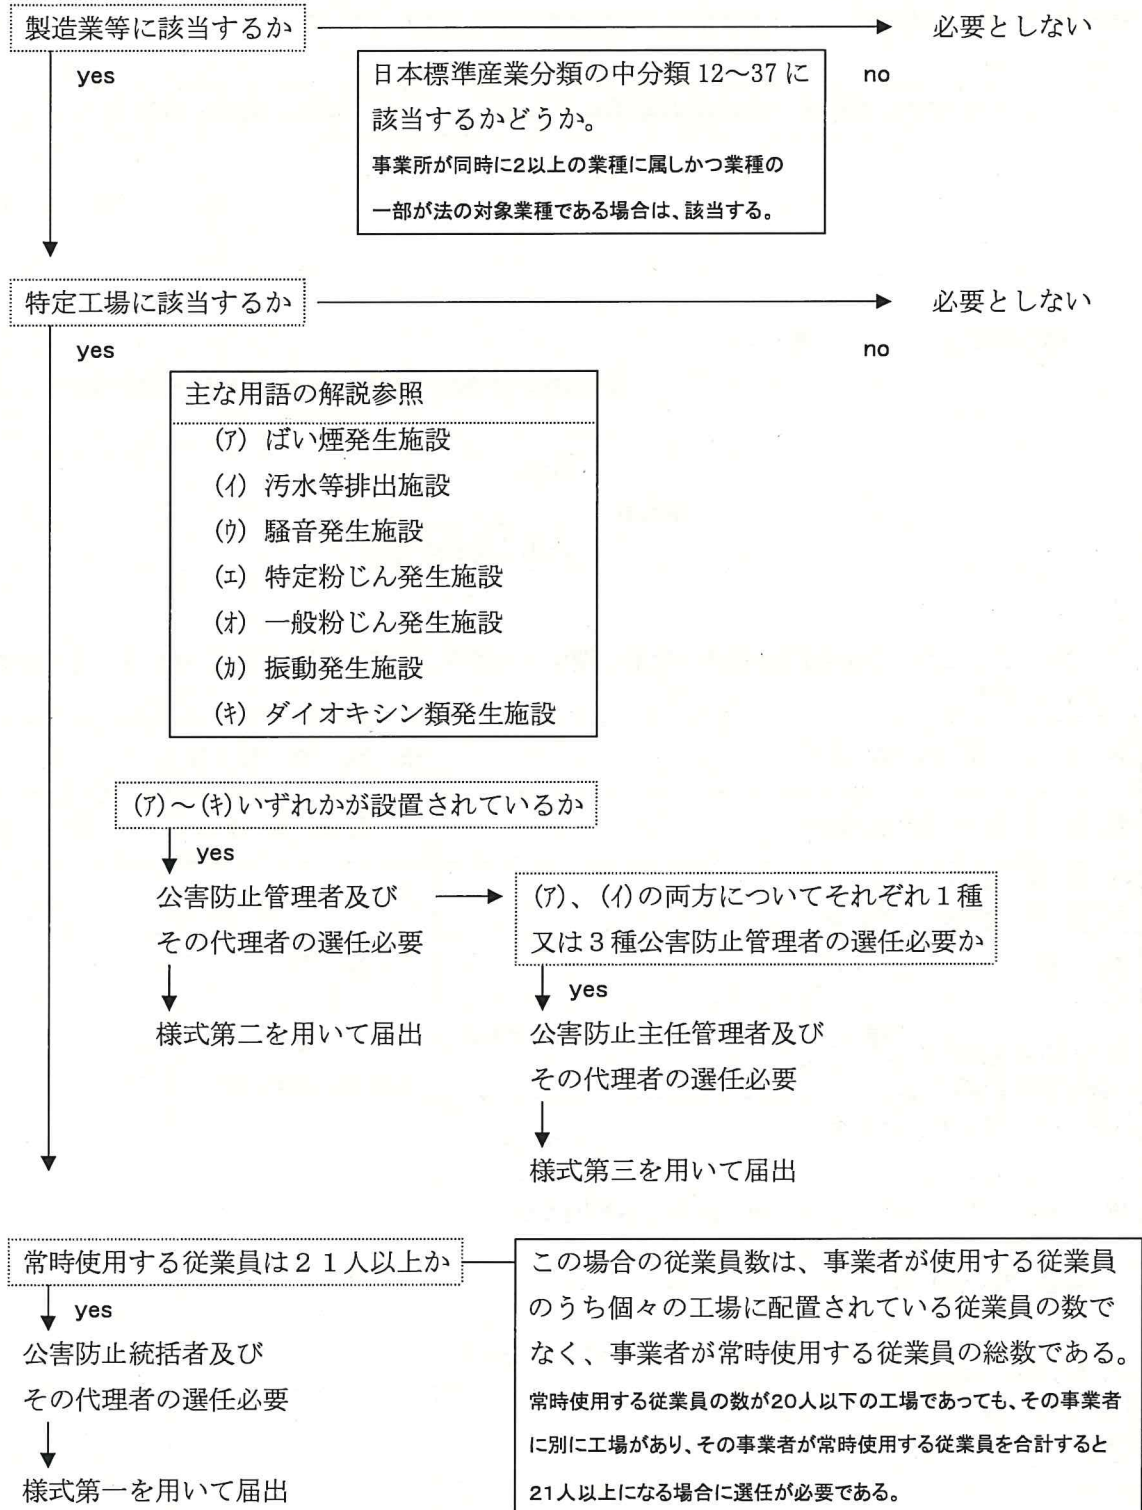 製造業等に該当するか
必要としない
yes
no
日本標準産業分類の中分類 12～37 に
該当するかどうか。
事業所が同時に2以上の業種に属しかつ業種の
一部が法の対象業種である場合は、該当する。
特定工場に該当するか
必要としない
yes
no
主な用語の解説参照
(ｱ) ばい煙発生施設
(ｲ) 汚水等排出施設
(ｳ) 騒音発生施設
(ｴ) 特定粉じん発生施設
(ｵ) 一般粉じん発生施設
(ｶ) 振動発生施設
(ｷ) ダイオキシン類発生施設
(ｱ)～(ｷ)いずれかが設置されているか
yes
公害防止管理者及び
その代理者の選任必要
様式第二を用いて届出
(ｱ)、(ｲ)の両方についてそれぞれ１種
又は３種公害防止管理者の選任必要か
yes
公害防止主任管理者及び
その代理者の選任必要
様式第三を用いて届出
常時使用する従業員は２１人以上か
yes
公害防止統括者及び
その代理者の選任必要
様式第一を用いて届出
この場合の従業員数は、事業者が使用する従業員
のうち個々の工場に配置されている従業員の数で
なく、事業者が常時使用する従業員の総数である。
常時使用する従業員の数が20人以下の工場であっても、その事業者
に別に工場があり、その事業者が常時使用する従業員を合計すると
21人以上になる場合に選任が必要である。